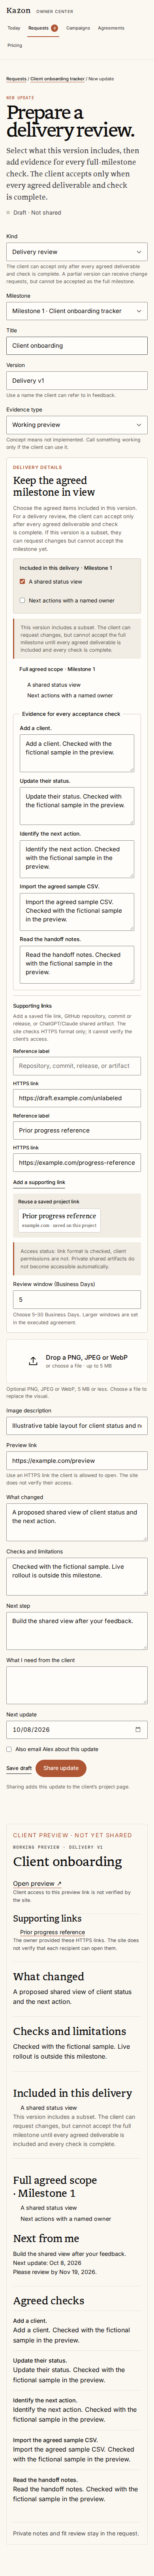 Kazon OWNER CENTER
Today Requests 4 Campaigns Agreements
Pricing
Requests / Client onboarding tracker / New update
NEW UPDATE
Prepare a
delivery review.
Select what this version includes, then
add evidence for every full-milestone
check. The client accepts only when
every agreed deliverable and check
is complete.
Draft · Not shared
Kind
Delivery review
The client can accept only after every agreed deliverable
and check is complete. A partial version can receive change
requests, but cannot be accepted as the full milestone.
Milestone
Milestone 1 · Client onboarding tracker
Title
Client onboarding
Version
Delivery v1
Use a name the client can refer to in feedback.
Evidence type
Working preview
Concept means not implemented. Call something working
only if the client can use it.
DELIVERY DETAILS
Keep the agreed
milestone in view
Choose the agreed items included in this version.
For a delivery review, the client can accept only
after every agreed deliverable and check
is complete. If this version is a subset, they
can request changes but cannot accept the
milestone yet.
Included in this delivery · Milestone 1
A shared status view
Next actions with a named owner
This version includes a subset. The client can
request changes, but cannot accept the full
milestone until every agreed deliverable is
included and every check is complete.
Full agreed scope · Milestone 1
A shared status view
Next actions with a named owner
Evidence for every acceptance check
Add a client.
Add a client. Checked with the
fictional sample in the preview.
Update their status.
Update their status. Checked with
the fictional sample in the preview.
Identify the next action.
Identify the next action. Checked
with the fictional sample in the
preview.
Import the agreed sample CSV.
Import the agreed sample CSV.
Checked with the fictional sample
in the preview.
Read the handoff notes.
Read the handoff notes. Checked
with the fictional sample in the
preview.
Supporting links
Add a saved file link, GitHub repository, commit or
release, or ChatGPT/Claude shared artifact. The
site checks HTTPS format only; it cannot verify the
client's access.
Reference label
Repository, commit, release, or artifact
HTTPS link
https://draft.example.com/unlabeled
Reference label
Prior progress reference
HTTPS link
https://example.com/progress-reference
Add a supporting link
Reuse a saved project link
Prior progress reference
example.com · saved on this project
Access status: link format is checked, client
permissions are not. Private shared artifacts do
not become accessible automatically.
Review window (Business Days)
5
Choose 5–30 Business Days. Larger windows are set
in the executed agreement.
Drop a PNG, JPEG or WebP
or choose a file · up to 5 MB
Optional PNG, JPEG or WebP, 5 MB or less. Choose a file to
replace the visual.
Image description
Illustrative table layout for client status and n
Preview link
https://example.com/preview
Use an HTTPS link the client is allowed to open. The site
does not verify their access.
What changed
A proposed shared view of client status and
the next action.
Checks and limitations
Checked with the fictional sample. Live
rollout is outside this milestone.
Next step
Build the shared view after your feedback.
What I need from the client
Next update
10/08/2026
Also email Alex about this update
Save draft Share update
Sharing adds this update to the client's project page.
CLIENT PREVIEW · NOT YET SHARED
WORKING PREVIEW · DELIVERY V1
Client onboarding
Open preview ↗
Client access to this preview link is not verified by
the site.
Supporting links
Prior progress reference
The owner provided these HTTPS links. The site does
not verify that each recipient can open them.
What changed
A proposed shared view of client status
and the next action.
Checks and limitations
Checked with the fictional sample. Live
rollout is outside this milestone.
Included in this delivery
A shared status view
This version includes a subset. The client can
request changes, but cannot accept the full
milestone until every agreed deliverable is
included and every check is complete.
Full agreed scope
· Milestone 1
A shared status view
Next actions with a named owner
Next from me
Build the shared view after your feedback.
Next update: Oct 8, 2026
Please review by Nov 19, 2026.
Agreed checks
Add a client.
Add a client. Checked with the fictional
sample in the preview.
Update their status.
Update their status. Checked with the
fictional sample in the preview.
Identify the next action.
Identify the next action. Checked with the
fictional sample in the preview.
Import the agreed sample CSV.
Import the agreed sample CSV. Checked
with the fictional sample in the preview.
Read the handoff notes.
Read the handoff notes. Checked with the
fictional sample in the preview.
Private notes and fit review stay in the request.